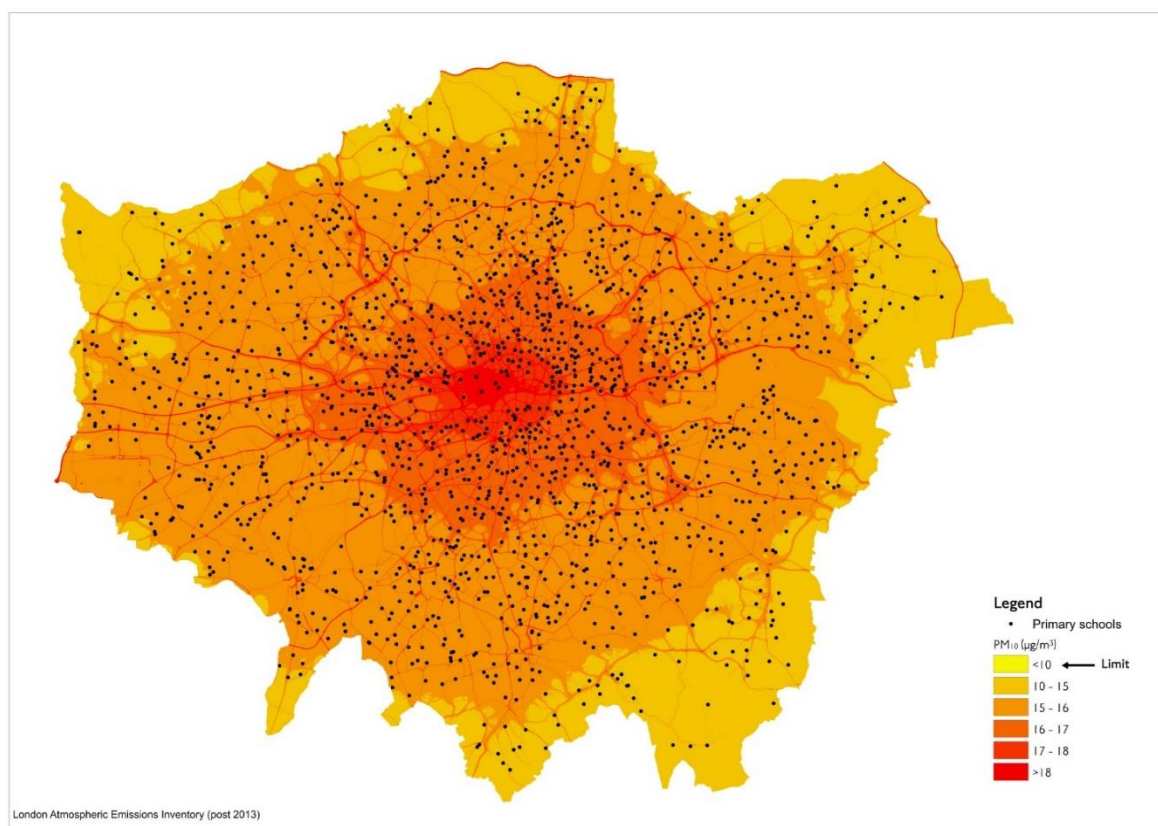 Legend
Primary schools
PM₁₀ (µg/m³)
<10 Limit
10 - 15
15 - 16
16 - 17
17 - 18
>18
London Atmospheric Emissions Inventory (post 2013)